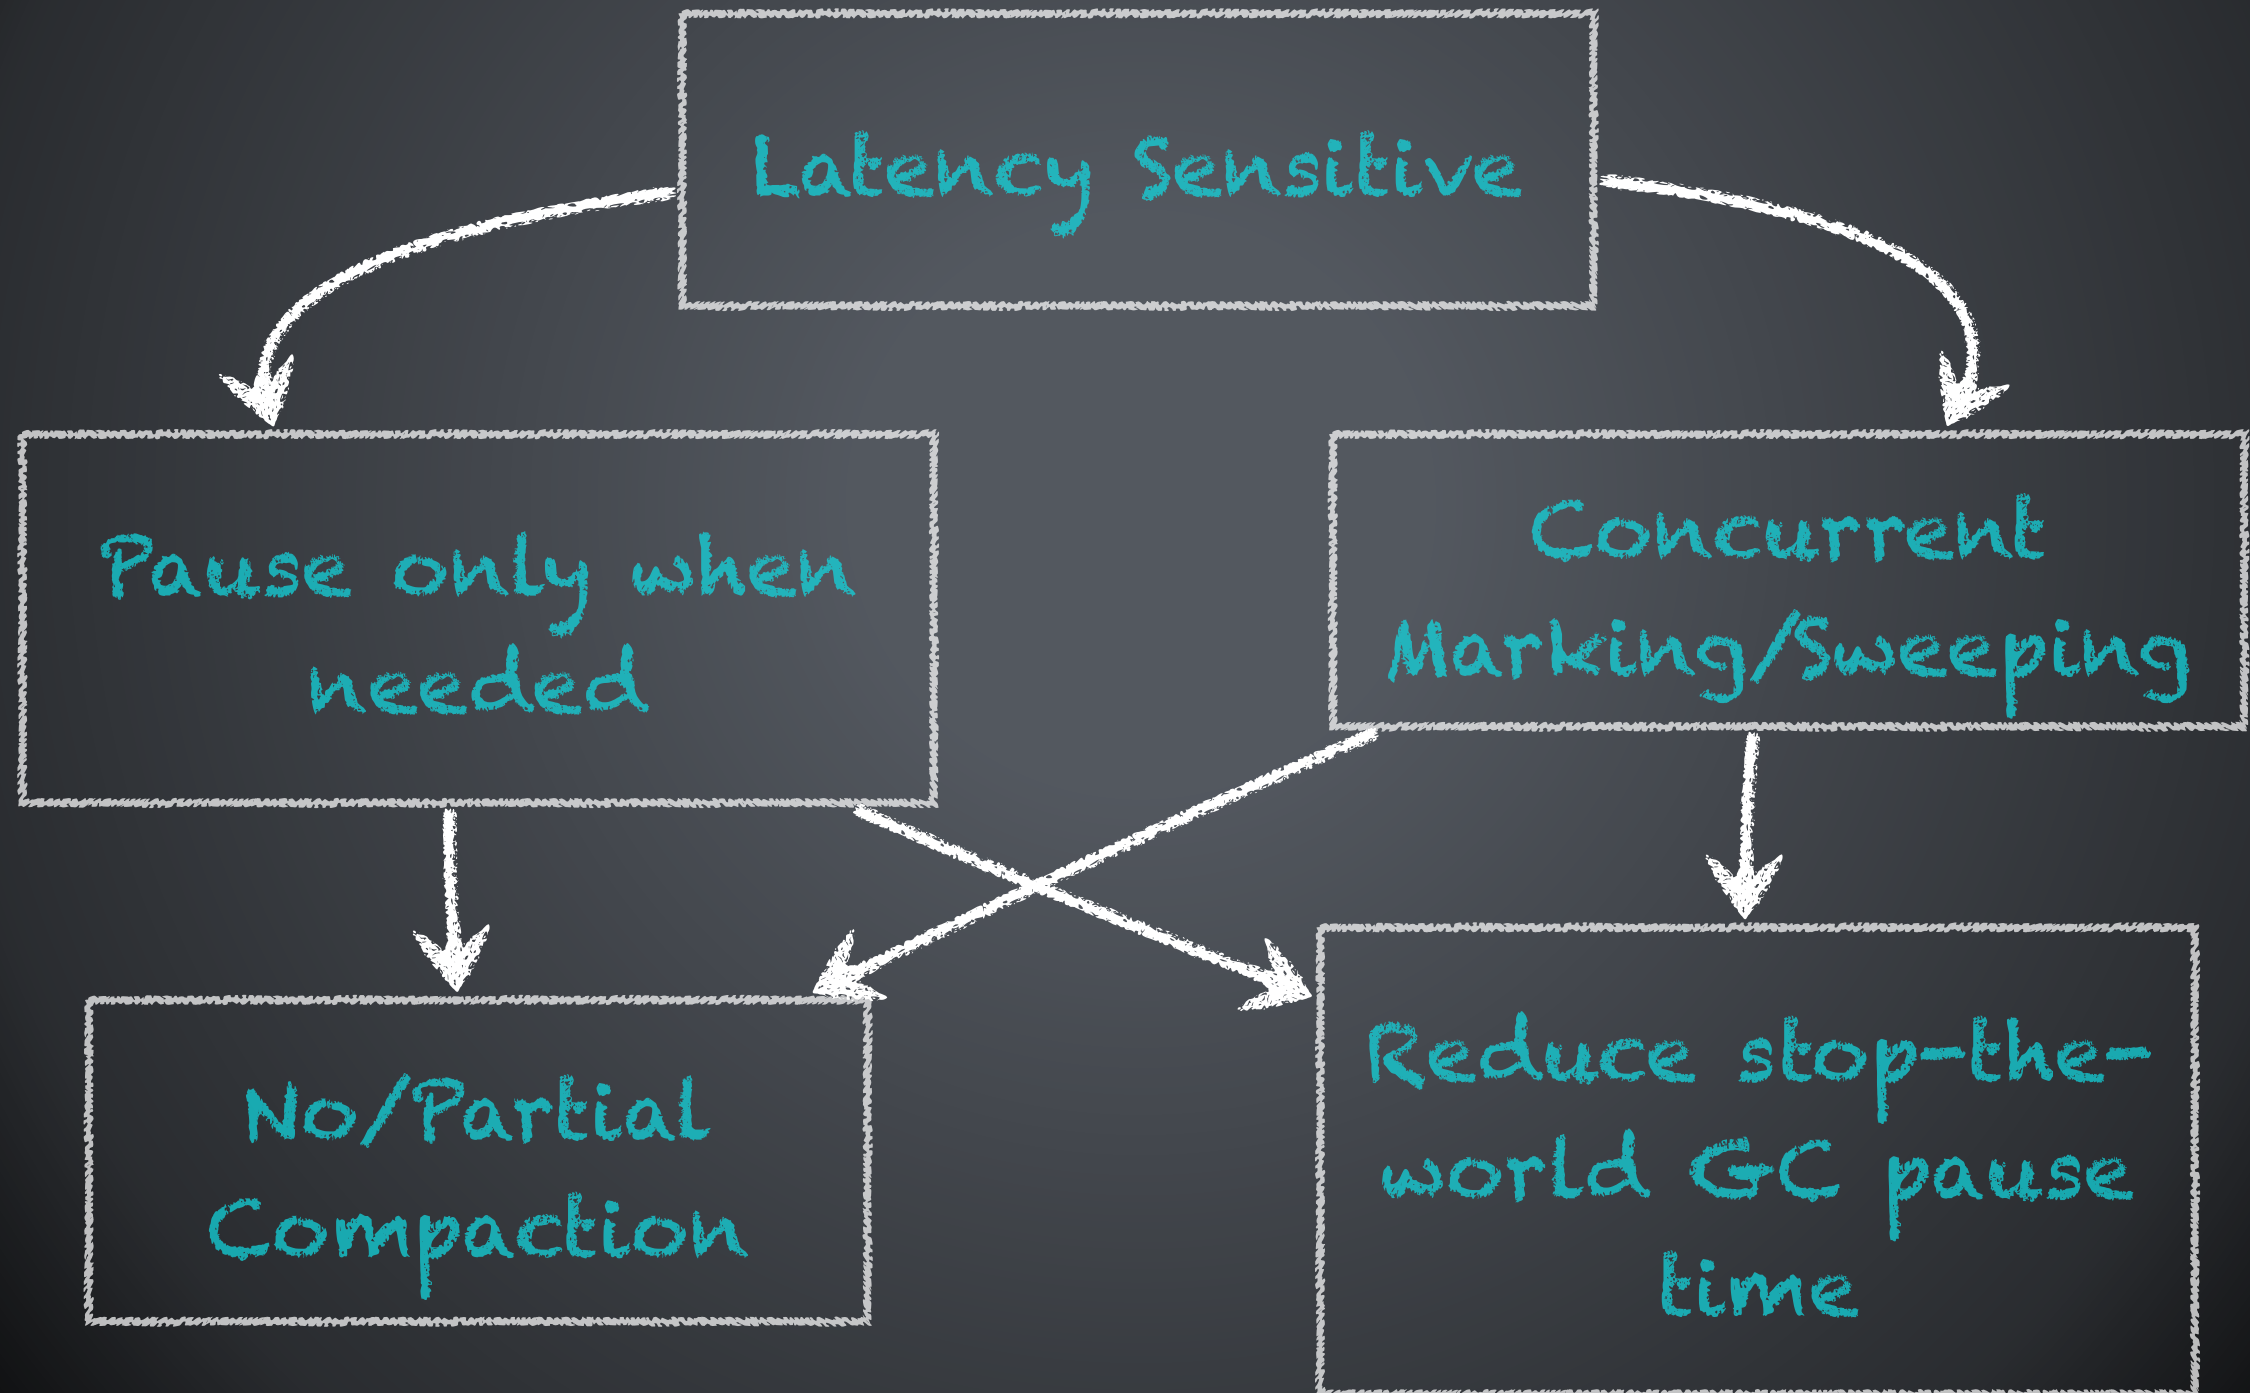 Latency Sensitive
Pause only when
needed
Concurrent
Marking/Sweeping
No/Partial
Compaction
Reduce stop-the-
world GC pause
time